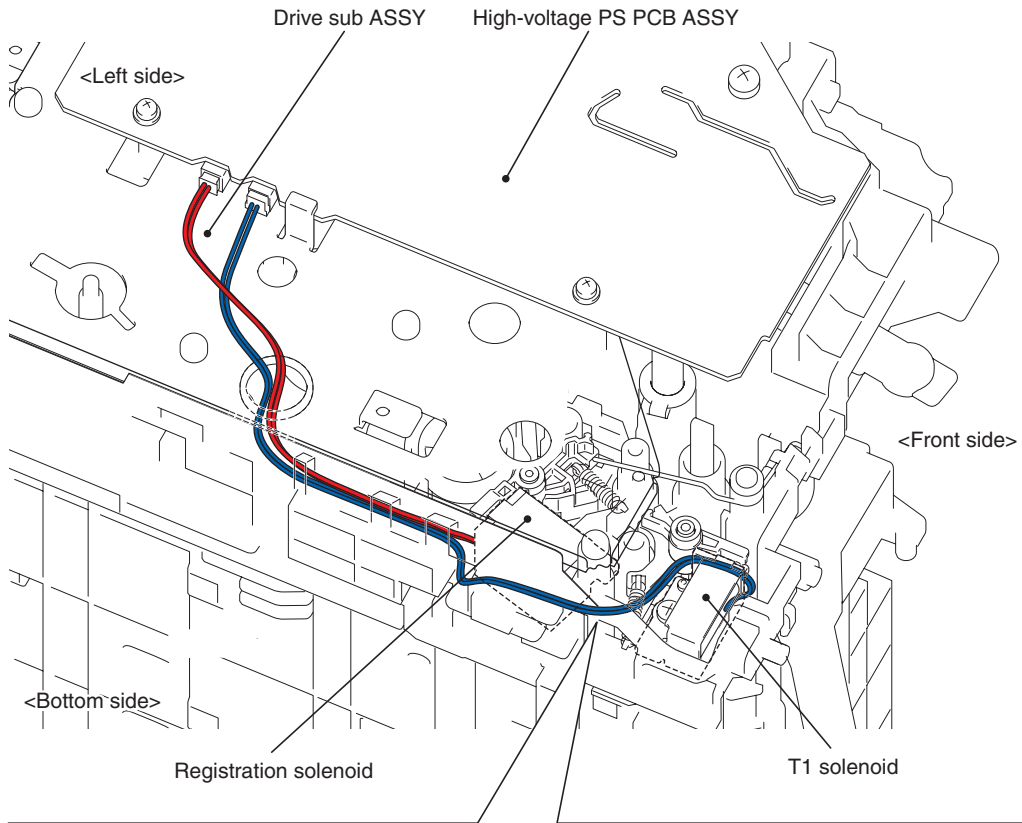 Drive sub ASSY
High-voltage PS PCB ASSY
<Left side>
<Front side>
<Bottom side>
Registration solenoid
T1 solenoid